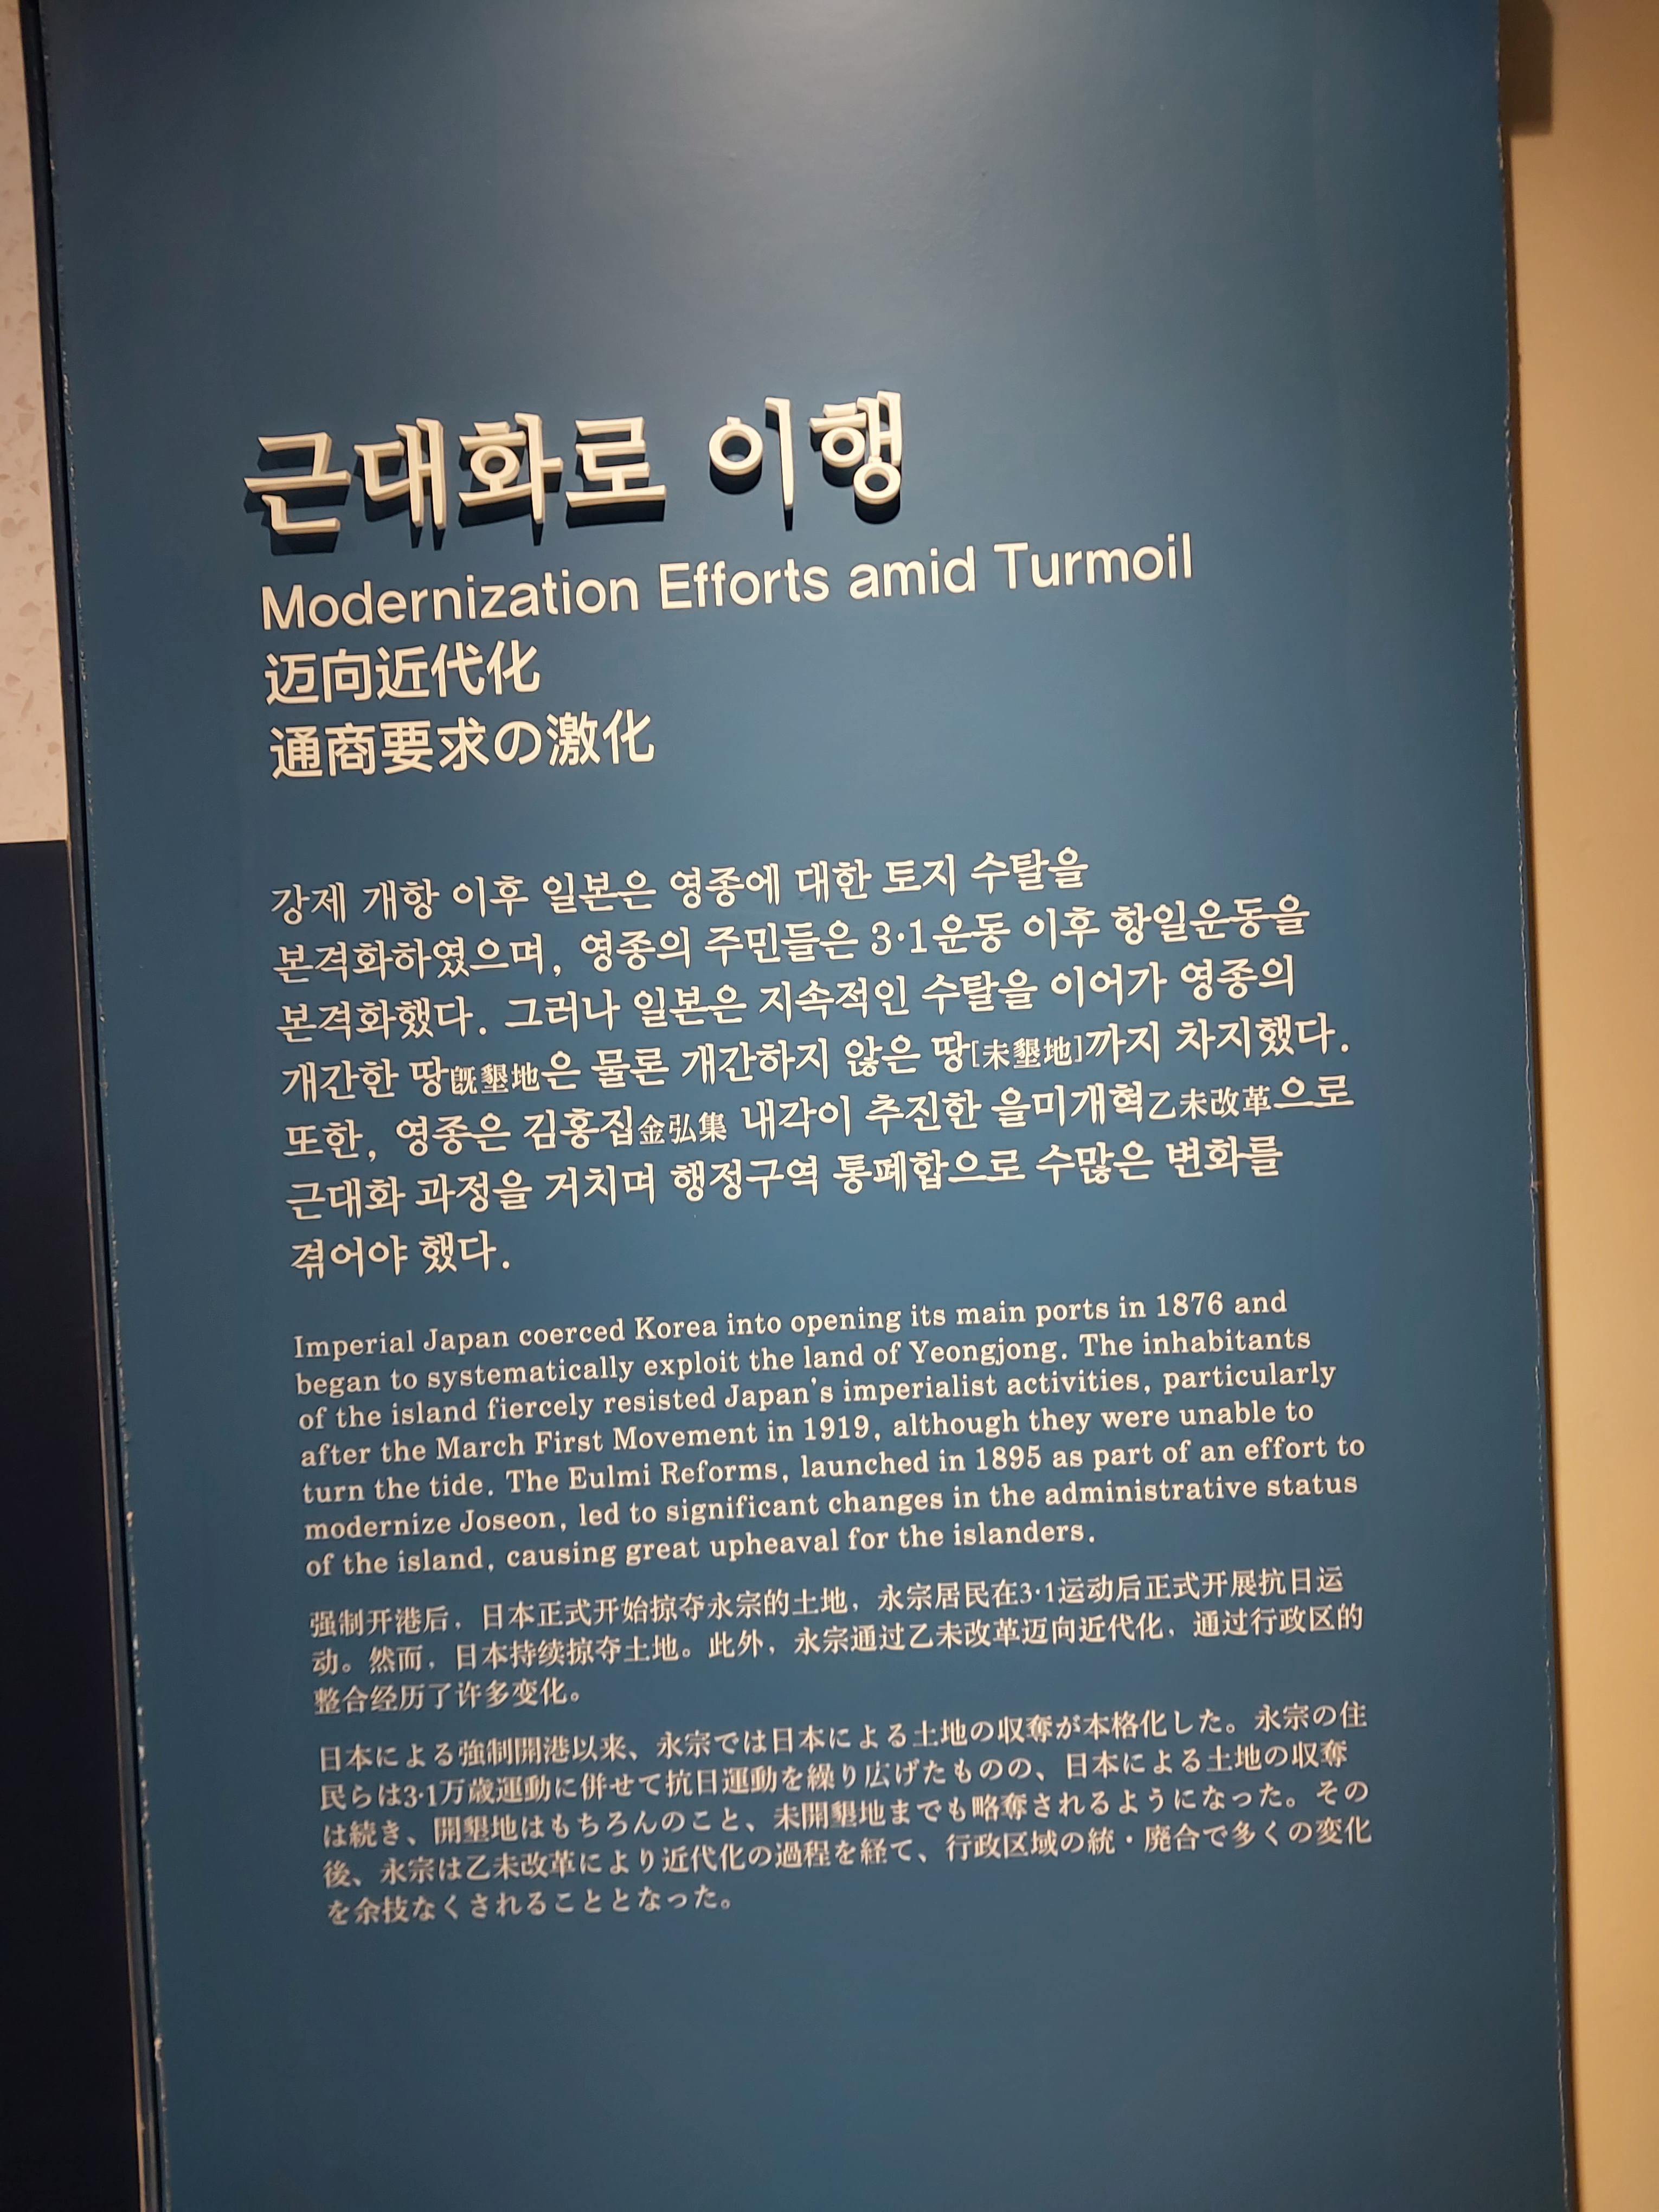 근대화로 이행
Modernization Efforts amid Turmoil
迈向近代化
通商要求の激化
강제 개항 이후 일본은 영종에 대한 토지 수탈을
본격화하였으며, 영종의 주민들은 3·1운동 이후 항일운동을
본격화했다. 그러나 일본은 지속적인 수탈을 이어가 영종의
개간한 땅旣墾地은 물론 개간하지 않은 땅[未墾地]까지 차지했다.
또한, 영종은 김홍집金弘集 내각이 추진한 을미개혁乙未改革으로
근대화 과정을 거치며 행정구역 통폐합으로 수많은 변화를
겪어야 했다.
Imperial Japan coerced Korea into opening its main ports in 1876 and
began to systematically exploit the land of Yeongjong. The inhabitants
of the island fiercely resisted Japan's imperialist activities, particularly
after the March First Movement in 1919, although they were unable to
turn the tide. The Eulmi Reforms, launched in 1895 as part of an effort to
modernize Joseon, led to significant changes in the administrative status
of the island, causing great upheaval for the islanders.
强制开港后，日本正式开始掠夺永宗的土地，永宗居民在3·1运动后正式开展抗日运
动。然而，日本持续掠夺土地。此外，永宗通过乙未改革迈向近代化，通过行政区的
整合经历了许多变化。
日本による強制開港以来、永宗では日本による土地の収奪が本格化した。永宗の住
民らは3·1万歳運動に併せて抗日運動を繰り広げたものの、日本による土地の収奪
は続き、開墾地はもちろんのこと、未開墾地までも略奪されるようになった。その
後、永宗は乙未改革により近代化の過程を経て、行政区域の統・廃合で多くの変化
を余技なくされることとなった。